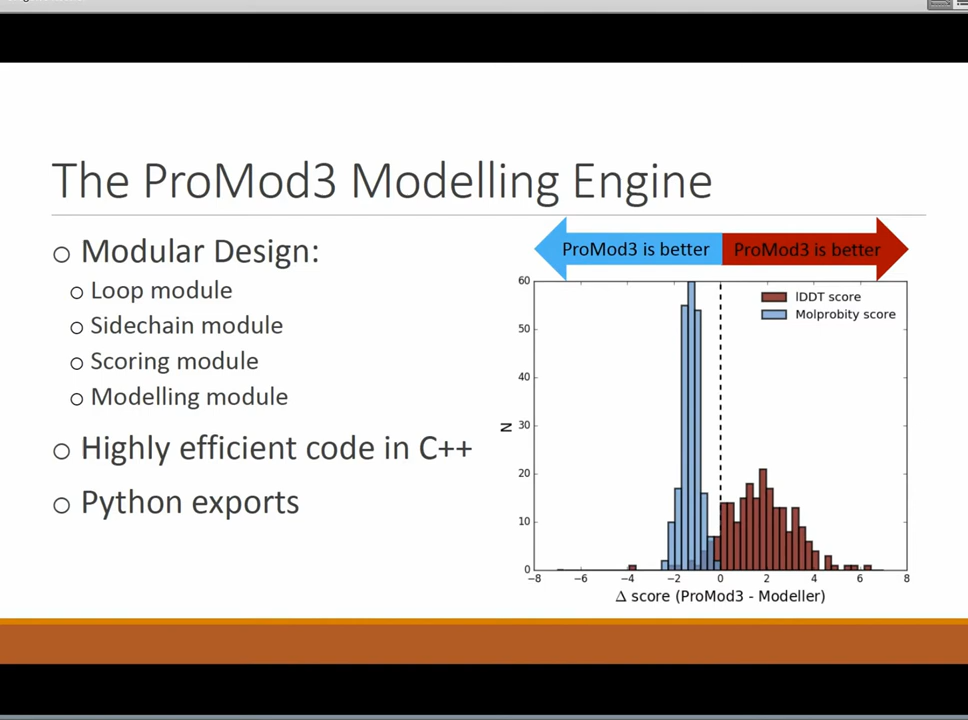 The ProMod3 Modelling Engine
o Modular Design:
o Loop module
o Sidechain module
o Scoring module
o Modelling module
o Highly efficient code in C++
o Python exports
ProMod3 is better
ProMod3 is better
lDDT score
Molprobity score
60
50
40
30
20
10
0
N
−8 −6 −4 −2 0 2 4 6 8
Δ score (ProMod3 - Modeller)